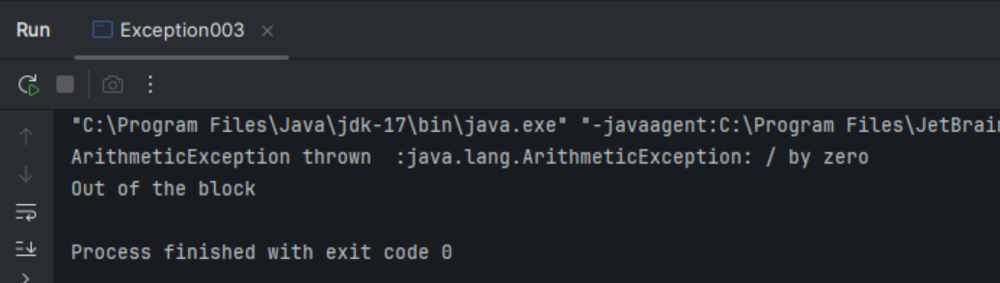 Run Exception003
"C:\Program Files\Java\jdk-17\bin\java.exe" "-javaagent:C:\Program Files\JetBrain
ArithmeticException thrown  :java.lang.ArithmeticException: / by zero
Out of the block
Process finished with exit code 0